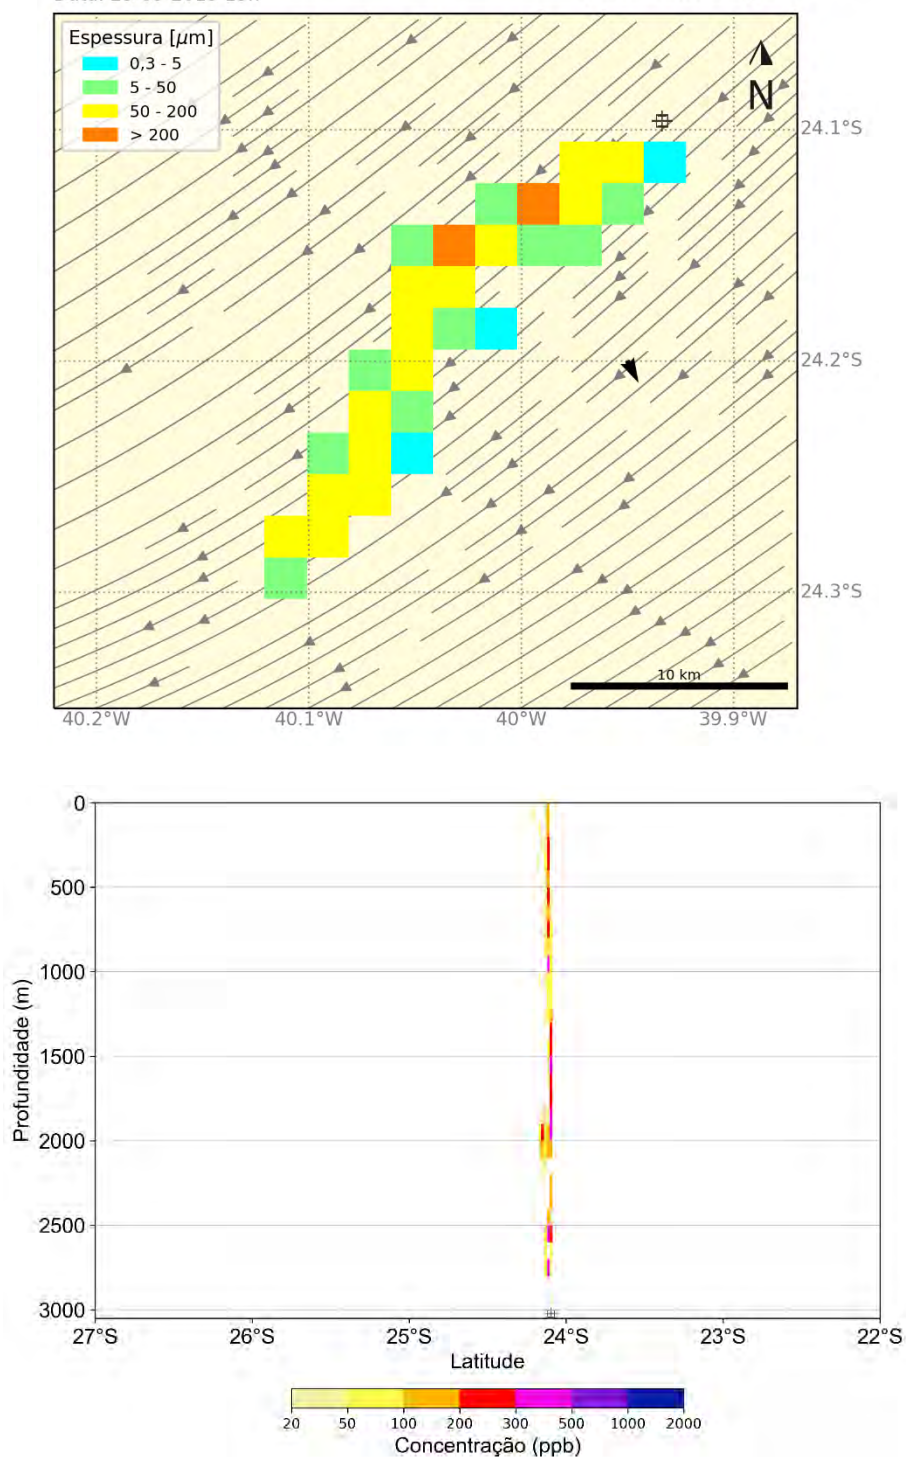 Espessura [μm]
0,3 - 5
5 - 50
50 - 200
> 200
N
24.1°S
24.2°S
24.3°S
10 km
40.2°W 40.1°W 40°W 39.9°W
0
500
1000
1500
2000
2500
3000
Profundidade (m)
27°S 26°S 25°S 24°S 23°S 22°S
Latitude
20 50 100 200 300 500 1000 2000
Concentração (ppb)